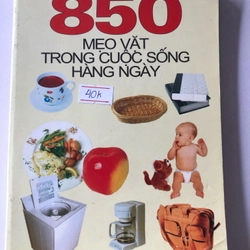 850
MẸO VẶT
TRONG CUỘC SỐNG
HÀNG NGÀY
40K